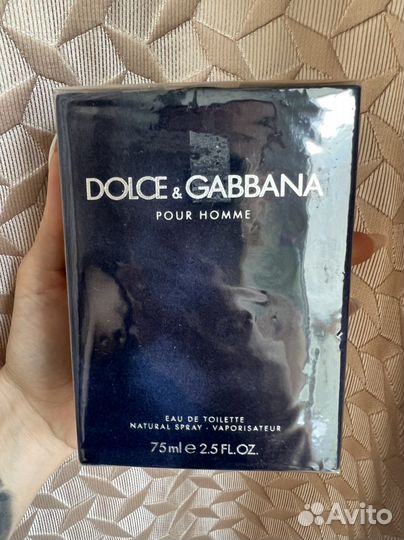 DOLCE & GABBANA
POUR HOMME
EAU DE TOILETTE
NATURAL SPRAY - VAPORISATEUR
75ml e 2.5 FL.OZ.
Avito